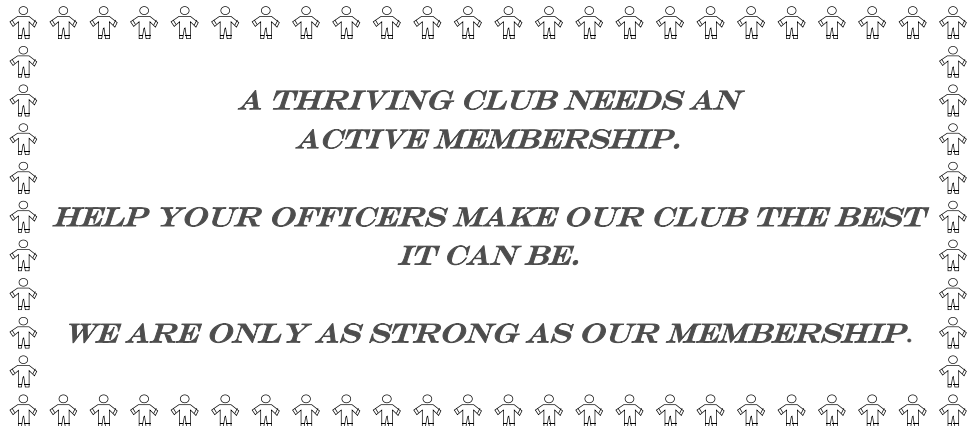 A THRIVING CLUB NEEDS AN
ACTIVE MEMBERSHIP.
HELP YOUR OFFICERS MAKE OUR CLUB THE BEST
IT CAN BE.
WE ARE ONLY AS STRONG AS OUR MEMBERSHIP.